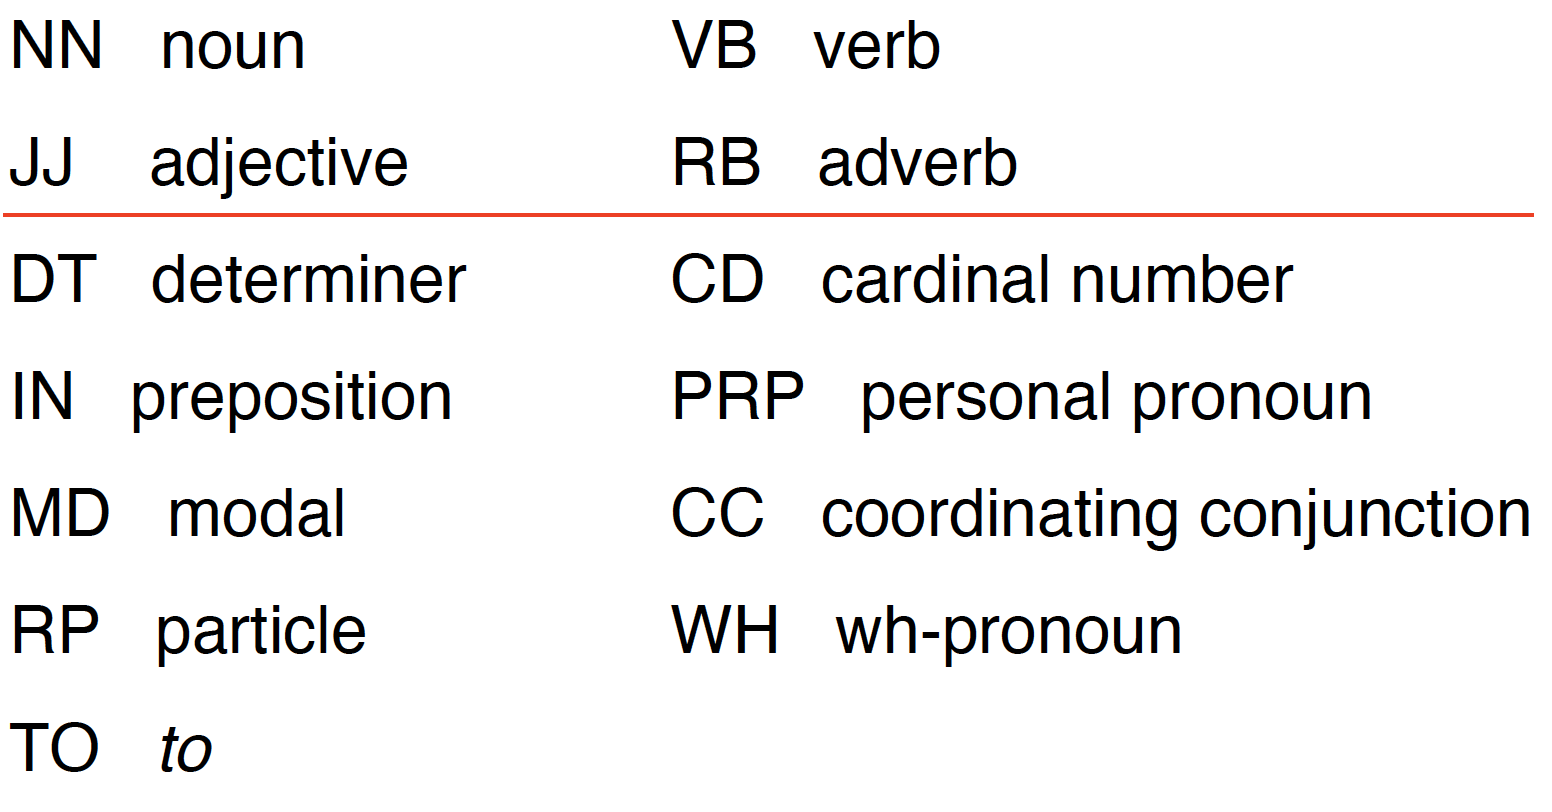 NN noun VB verb
JJ adjective RB adverb
DT determiner CD cardinal number
IN preposition PRP personal pronoun
MD modal CC coordinating conjunction
RP particle WH wh-pronoun
TO to